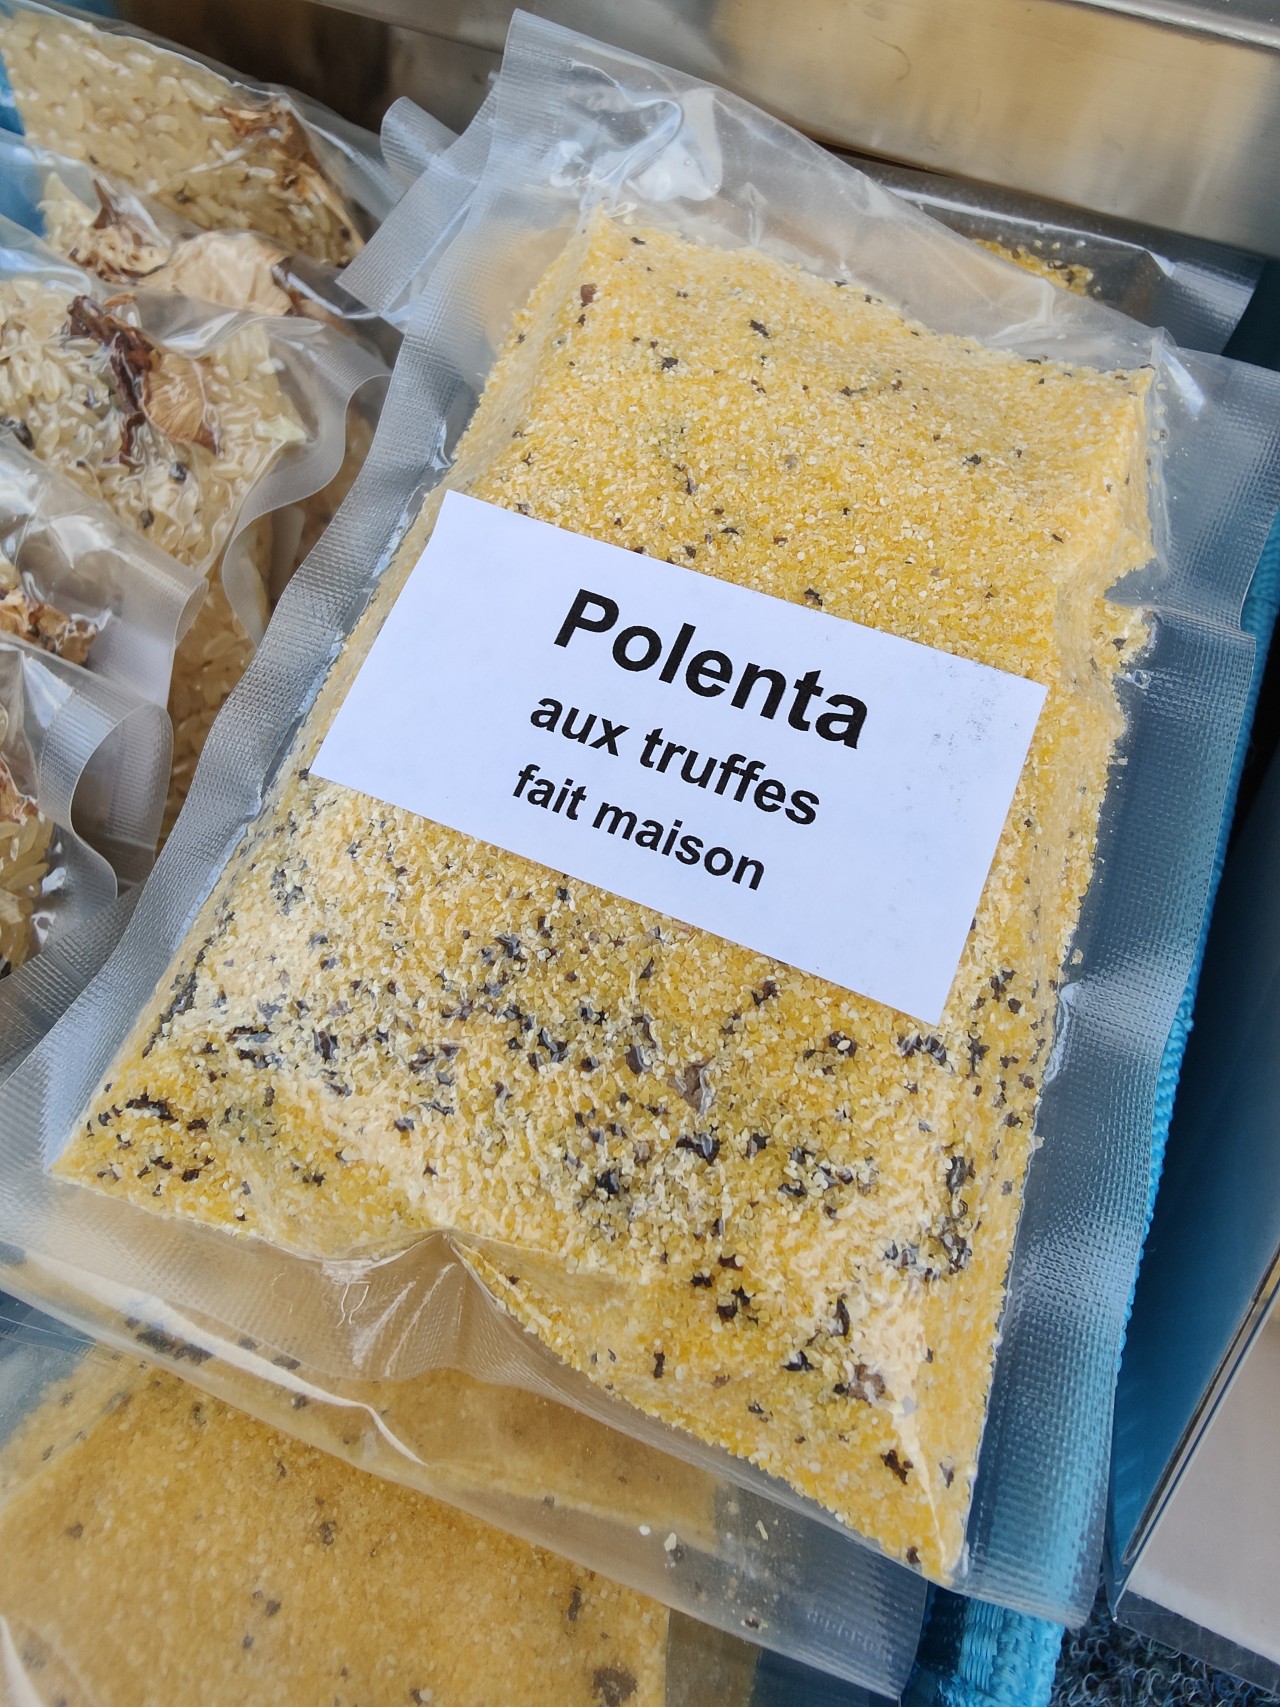 Polenta
aux truffes
fait maison